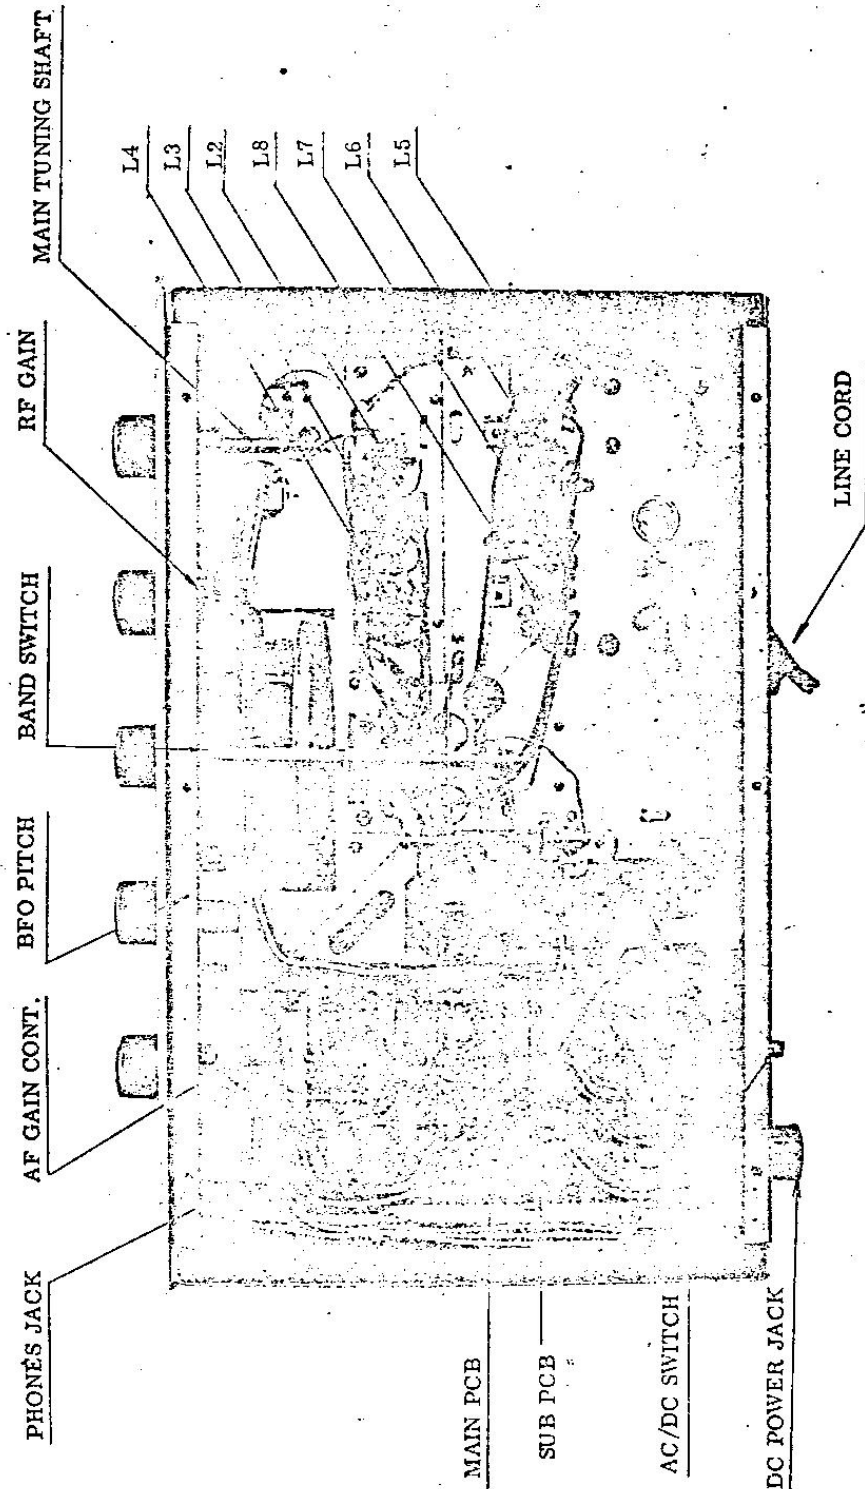 PHONES JACK
AF GAIN CONT.
BFO PITCH
BAND SWITCH
RF GAIN
MAIN TUNING SHAFT
L4
L3
L2
L8
L7
L6
L5
MAIN PCB
SUB PCB
AC/DC SWITCH
DC POWER JACK
LINE CORD